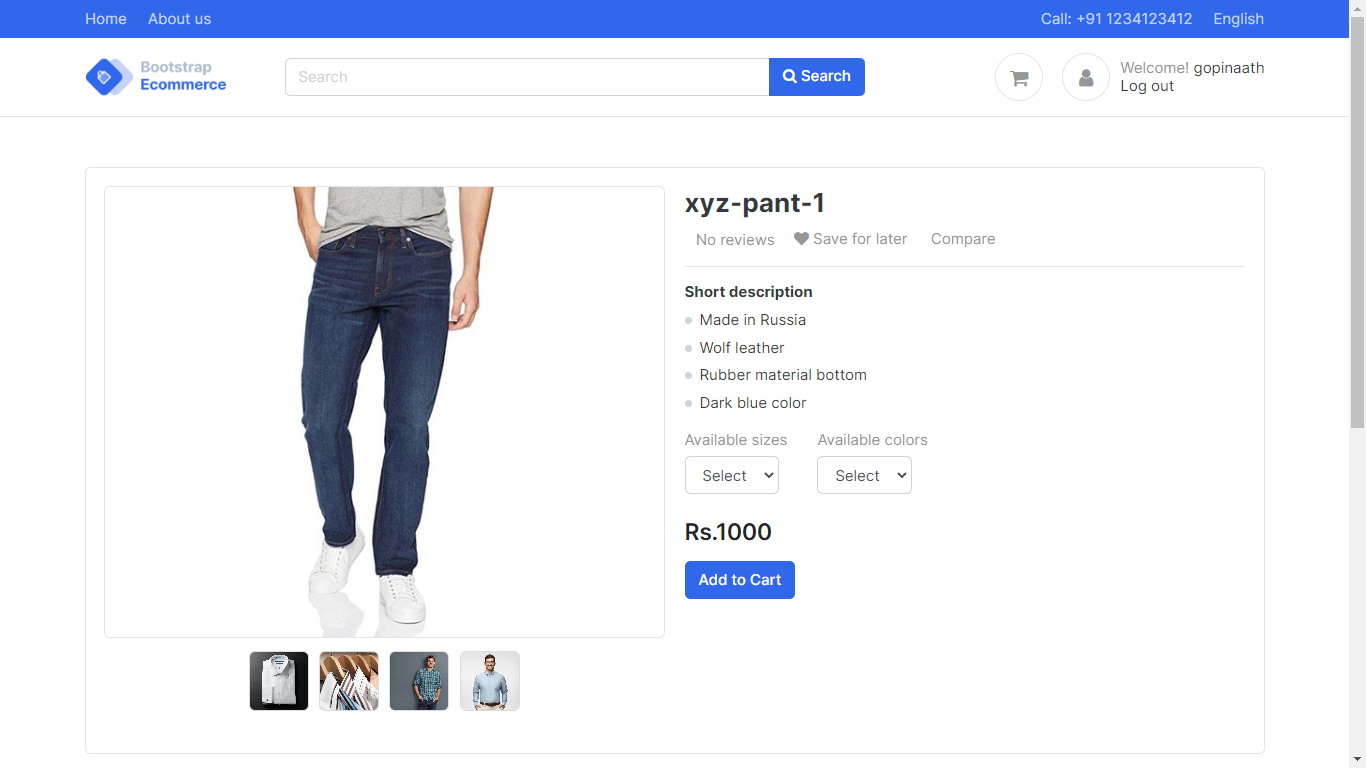 Home About us Call: +91 1234123412 English
Bootstrap
Ecommerce
Search Search
Welcome! gopinaath
Log out
xyz-pant-1
No reviews Save for later Compare
Short description
Made in Russia
Wolf leather
Rubber material bottom
Dark blue color
Available sizes Available colors
Select Select
Rs.1000
Add to Cart